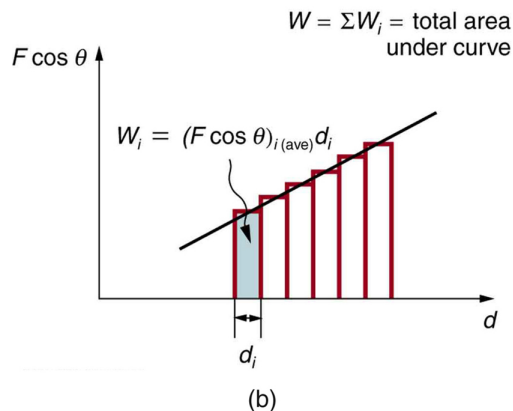 W = ΣWᵢ = total area
under curve
F cos θ
Wᵢ = (F cos θ)ᵢ₍ₐᵥₑ₎dᵢ
d
dᵢ
(b)